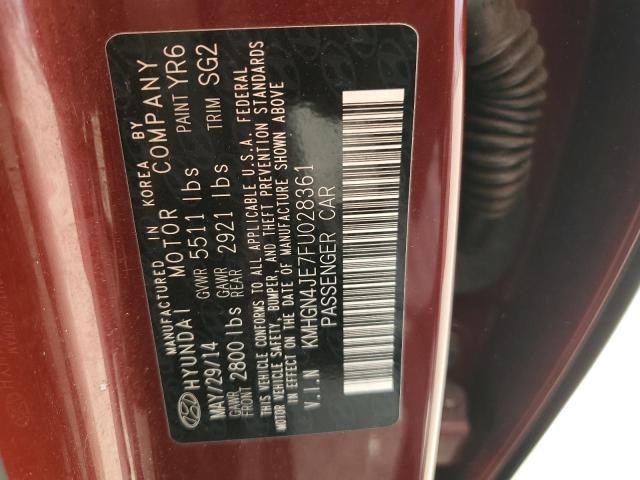 MANUFACTURED IN KOREA BY
HYUNDAI MOTOR COMPANY
MAY/29/14 GVWR 5511 lbs PAINT YR6
GAWR FRONT 2800 lbs GAWR REAR 2921 lbs TRIM SG2
THIS VEHICLE CONFORMS TO ALL APPLICABLE U.S.A. FEDERAL
MOTOR VEHICLE SAFETY, BUMPER, AND THEFT PREVENTION STANDARDS
IN EFFECT ON THE DATE OF MANUFACTURE SHOWN ABOVE
V.I.N KMHGN4JE7FU028361
PASSENGER CAR